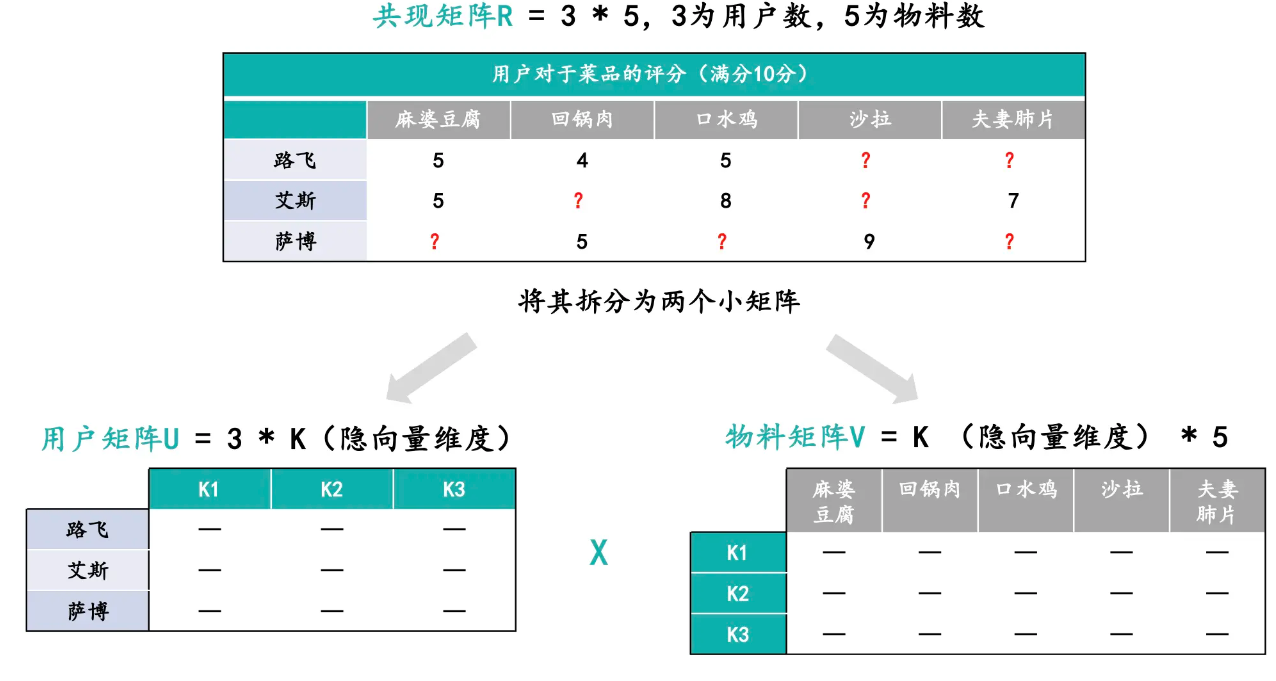 共现矩阵R = 3 * 5，3为用户数，5为物料数
用户对于菜品的评分（满分10分）
麻婆豆腐 回锅肉 口水鸡 沙拉 夫妻肺片
路飞 5 4 5 ? ?
艾斯 5 ? 8 ? 7
萨博 ? 5 ? 9 ?
将其拆分为两个小矩阵
用户矩阵U = 3 * K（隐向量维度）
K1 K2 K3
路飞 — — —
艾斯 — — —
萨博 — — —
X
物料矩阵V = K （隐向量维度） * 5
麻婆 回锅肉 口水鸡 沙拉 夫妻
豆腐 肺片
K1 — — — — —
K2 — — — — —
K3 — — — — —